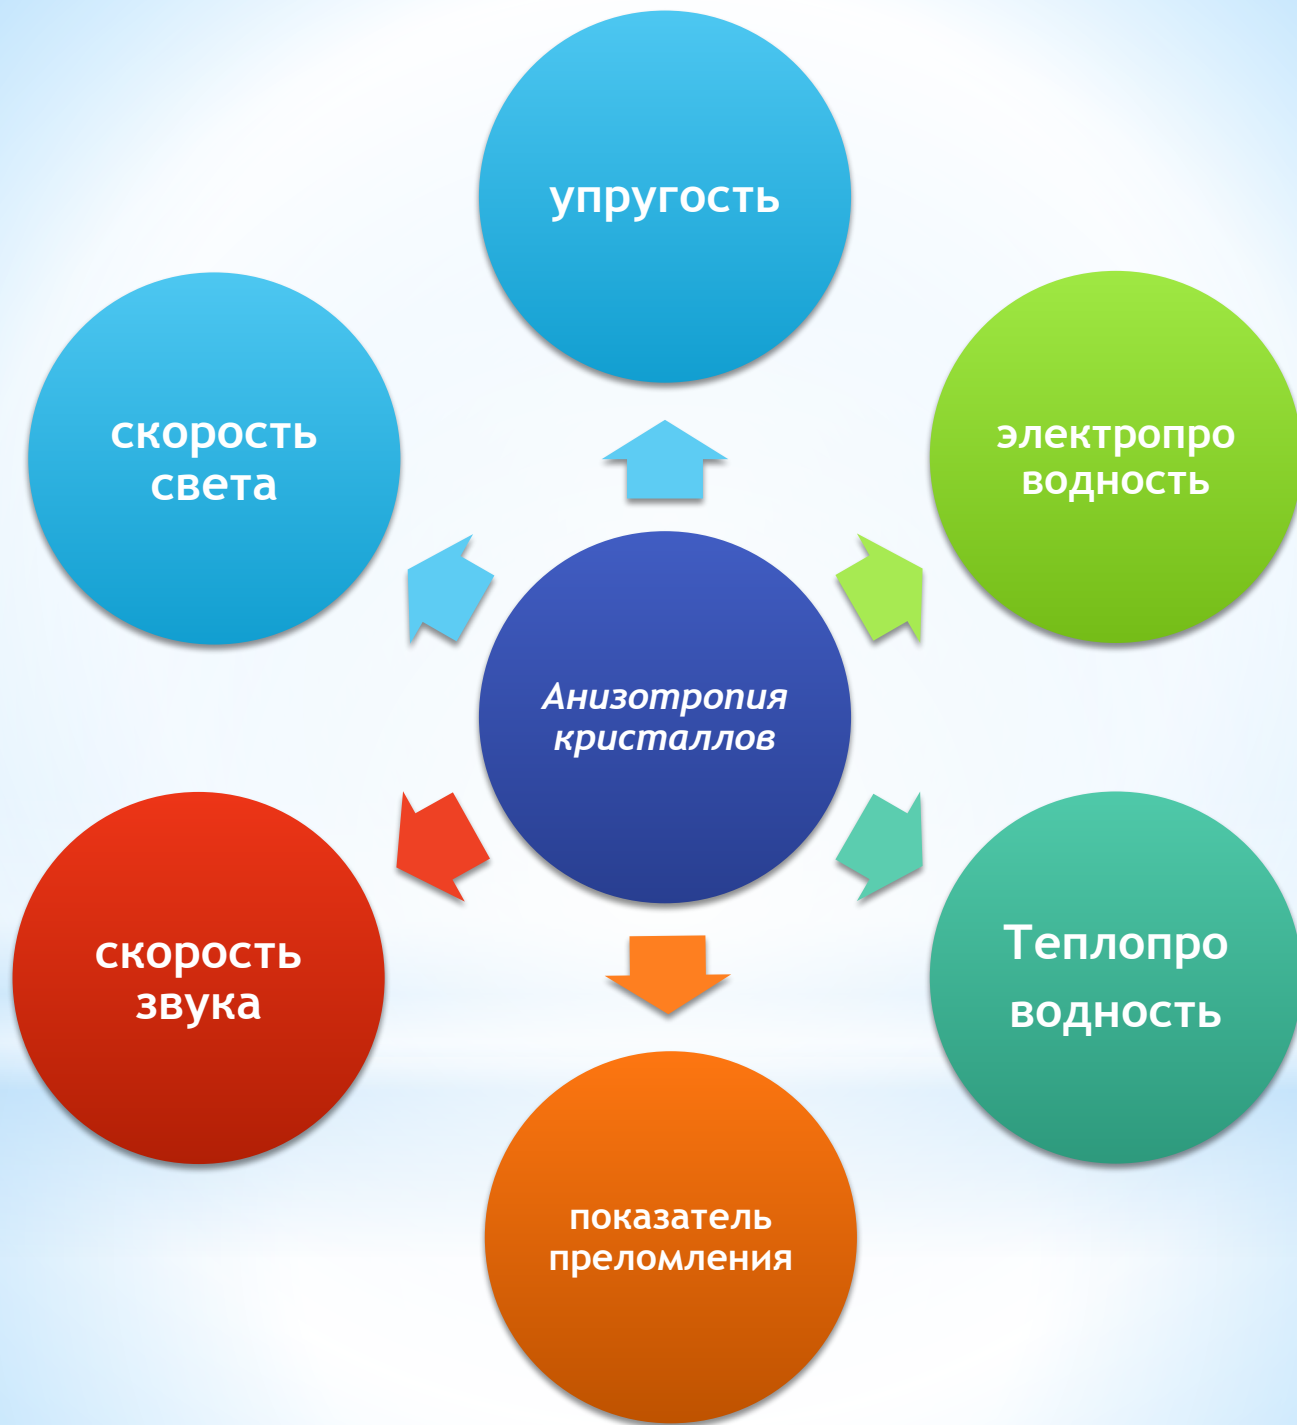 упругость
скорость
света
электропро
водность
Анизотропия
кристаллов
скорость
звука
Теплопро
водность
показатель
преломления